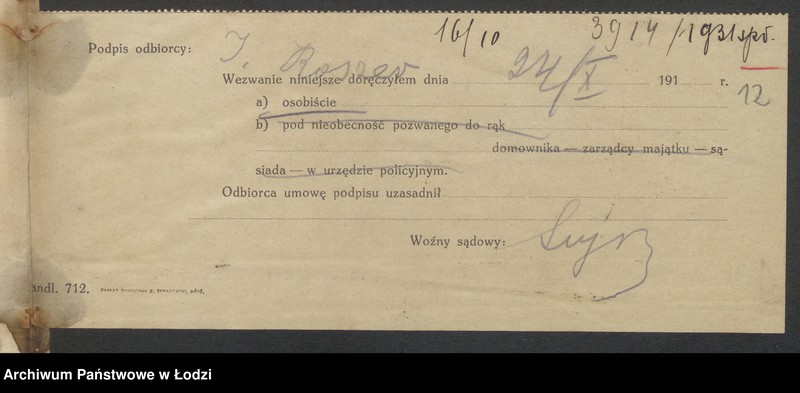 16/10 3914/1931 spr.
Podpis odbiorcy: J.
Wezwanie niniejsze doręczyłem dnia 24/X 191 r.
12
a) osobiście
b) pod nieobecność pozwanego do rąk
domownika — zarządcy majątku — są-
siada — w urzędzie policyjnym.
Odbiorca umowę podpisu uzasadnił
Woźny sądowy:
andl. 712.
Archiwum Państwowe w Łodzi